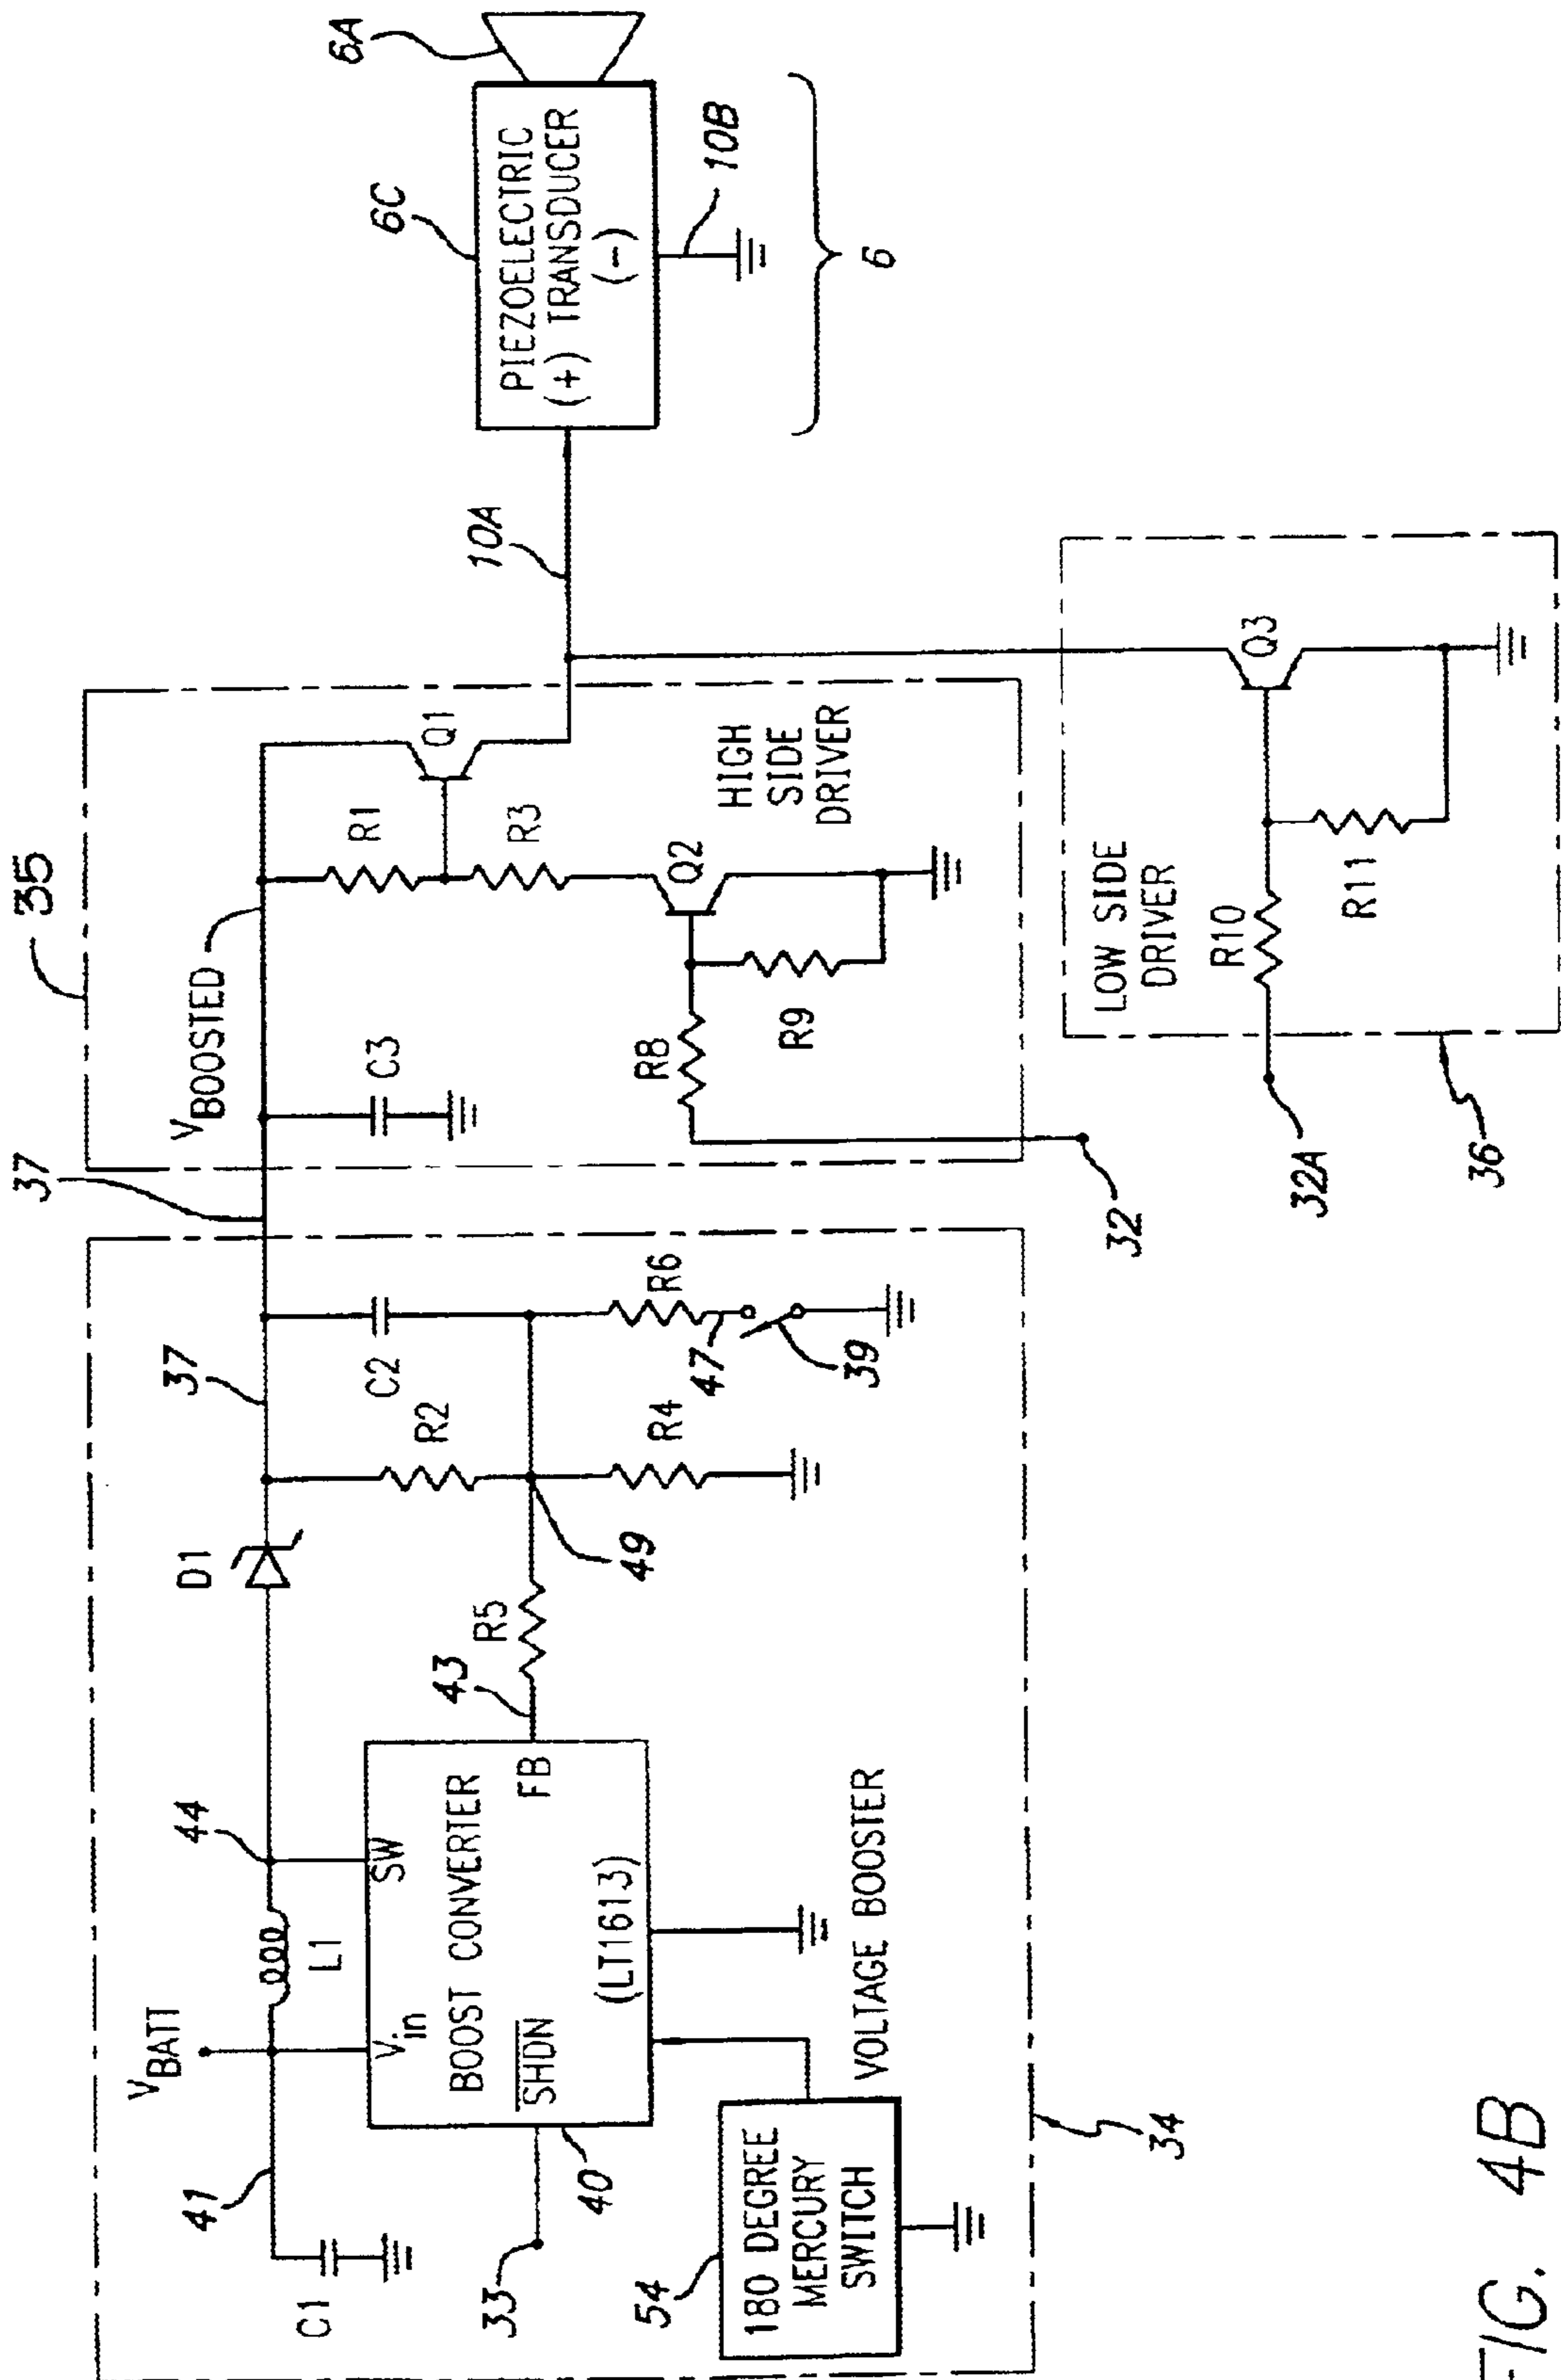 35
37
V BOOSTED
R1
Q1
C3
R3
R8
Q2
R9
HIGH
SIDE
DRIVER
32
10A
6C
6A
PIEZOELECTRIC
(+) TRANSDUCER
(-)
10B
6
V BATT
41
C1
L1
44
D1
37
Vin
SW
BOOST CONVERTER
SHDN
FB
(LT1613)
33
40
43
R5
49
R2
C2
R4
R6
47
39
54
180 DEGREE
MERCURY
SWITCH
VOLTAGE BOOSTER
34
LOW SIDE
DRIVER
R10
R11
Q3
32A
36
FIG. 4B